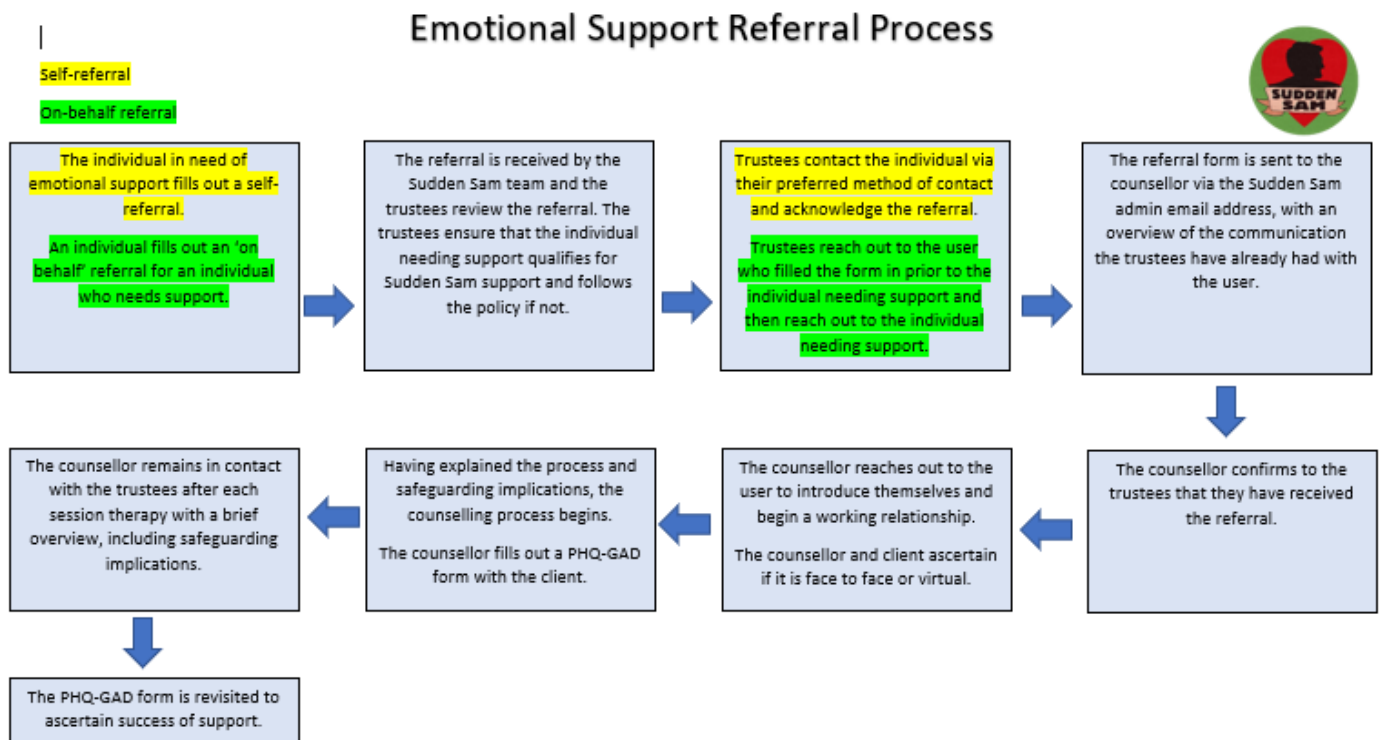 Emotional Support Referral Process
Self-referral
On-behalf referral
SUDDEN
SAM
The individual in need of
emotional support fills out a self-
referral.
An individual fills out an ‘on
behalf’ referral for an individual
who needs support.
The referral is received by the
Sudden Sam team and the
trustees review the referral. The
trustees ensure that the individual
needing support qualifies for
Sudden Sam support and follows
the policy if not.
Trustees contact the individual via
their preferred method of contact
and acknowledge the referral.
Trustees reach out to the user
who filled the form in prior to the
individual needing support and
then reach out to the individual
needing support.
The referral form is sent to the
counsellor via the Sudden Sam
admin email address, with an
overview of the communication
the trustees have already had with
the user.
The counsellor confirms to the
trustees that they have received
the referral.
The counsellor reaches out to the
user to introduce themselves and
begin a working relationship.
The counsellor and client ascertain
if it is face to face or virtual.
Having explained the process and
safeguarding implications, the
counselling process begins.
The counsellor fills out a PHQ-GAD
form with the client.
The counsellor remains in contact
with the trustees after each
session therapy with a brief
overview, including safeguarding
implications.
The PHQ-GAD form is revisited to
ascertain success of support.